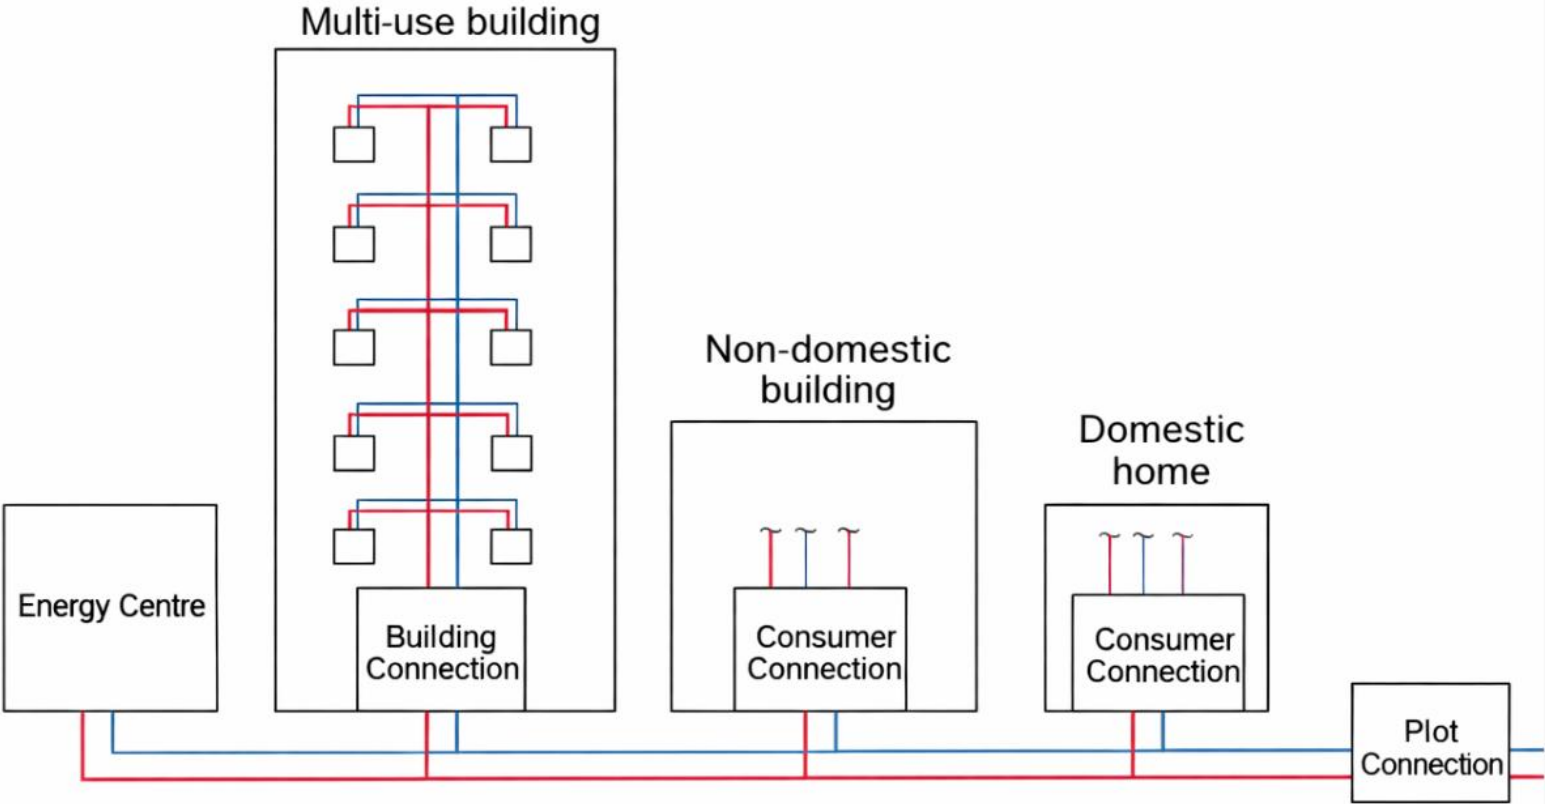 Multi-use building
Non-domestic
building
Domestic
home
Energy Centre
Building
Connection
Consumer
Connection
Consumer
Connection
Plot
Connection